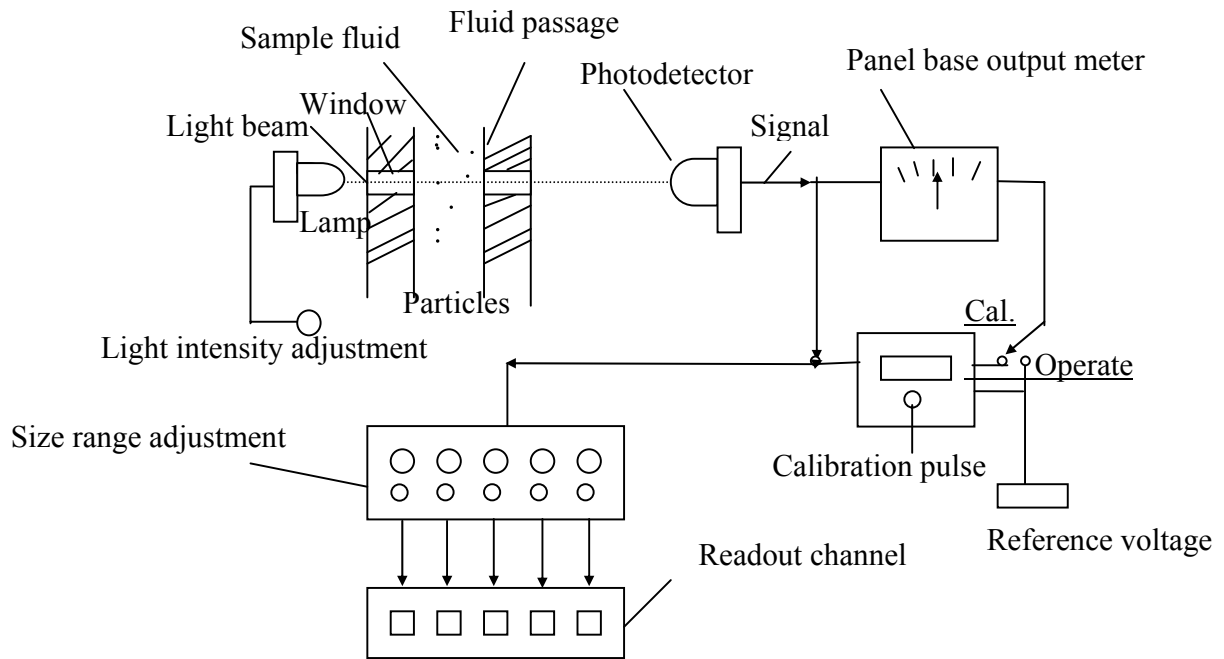 Sample fluid
Fluid passage
Photodetector
Panel base output meter
Window
Light beam
Signal
Lamp
Particles
Cal.
Light intensity adjustment
Operate
Size range adjustment
Calibration pulse
Reference voltage
Readout channel